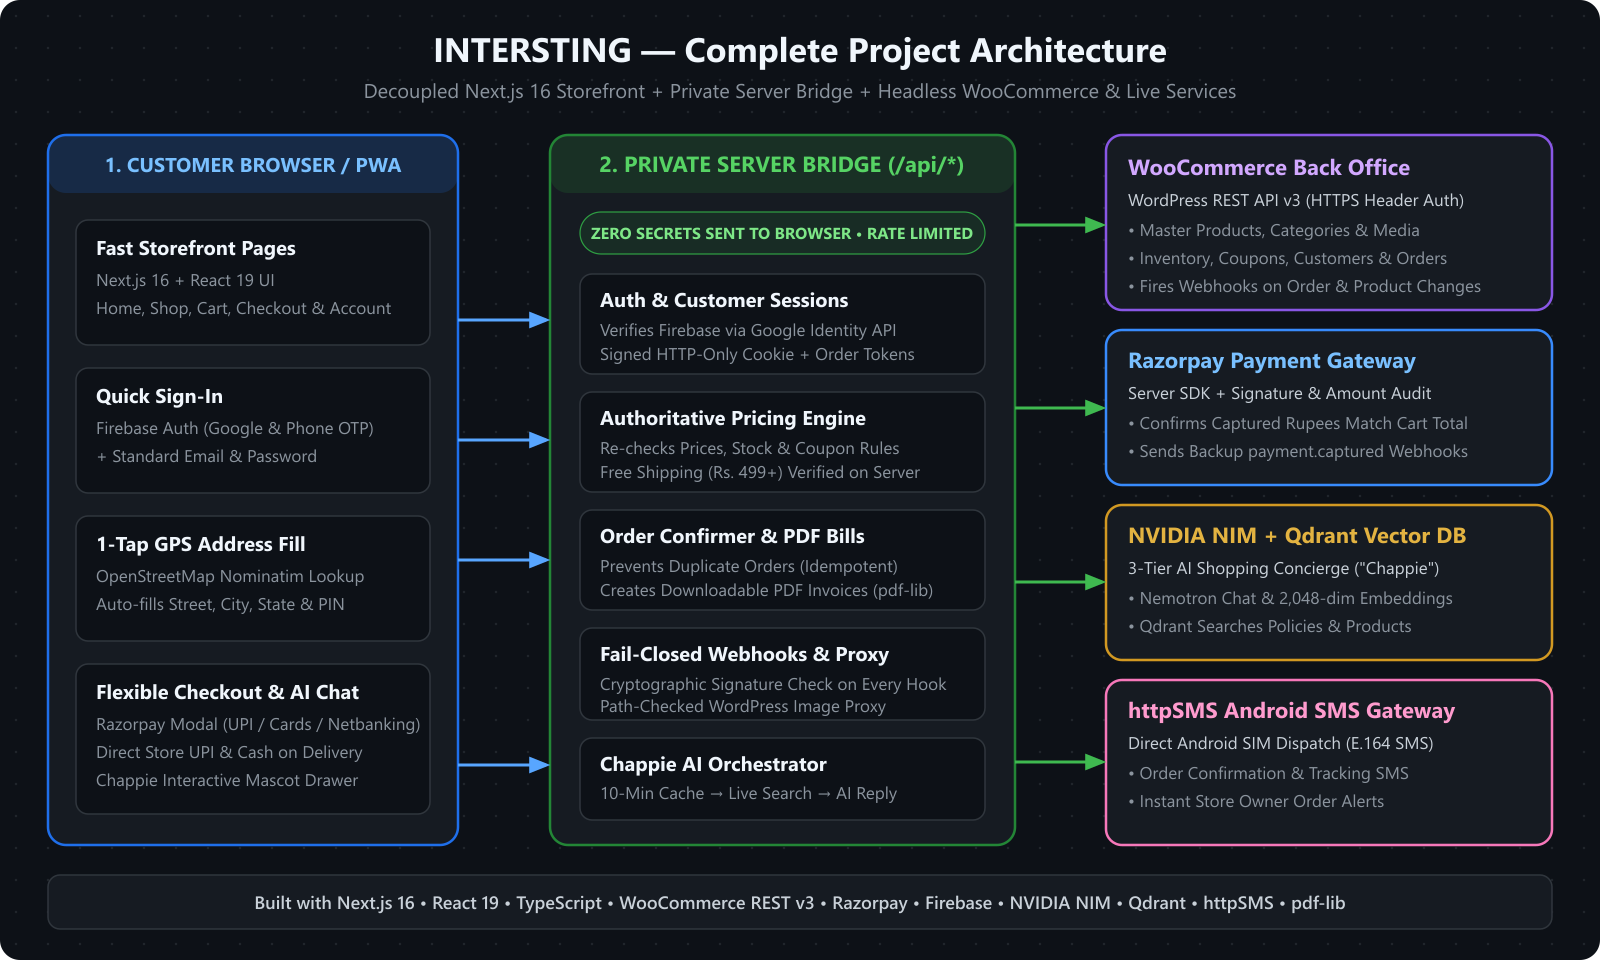 INTERSTING — Complete Project Architecture
Decoupled Next.js 16 Storefront + Private Server Bridge + Headless WooCommerce & Live Services
1. CUSTOMER BROWSER / PWA
Fast Storefront Pages
Next.js 16 + React 19 UI
Home, Shop, Cart, Checkout & Account
Quick Sign-In
Firebase Auth (Google & Phone OTP)
+ Standard Email & Password
1-Tap GPS Address Fill
OpenStreetMap Nominatim Lookup
Auto-fills Street, City, State & PIN
Flexible Checkout & AI Chat
Razorpay Modal (UPI / Cards / Netbanking)
Direct Store UPI & Cash on Delivery
Chappie Interactive Mascot Drawer
2. PRIVATE SERVER BRIDGE (/api/*)
ZERO SECRETS SENT TO BROWSER • RATE LIMITED
Auth & Customer Sessions
Verifies Firebase via Google Identity API
Signed HTTP-Only Cookie + Order Tokens
Authoritative Pricing Engine
Re-checks Prices, Stock & Coupon Rules
Free Shipping (Rs. 499+) Verified on Server
Order Confirmer & PDF Bills
Prevents Duplicate Orders (Idempotent)
Creates Downloadable PDF Invoices (pdf-lib)
Fail-Closed Webhooks & Proxy
Cryptographic Signature Check on Every Hook
Path-Checked WordPress Image Proxy
Chappie AI Orchestrator
10-Min Cache → Live Search → AI Reply
WooCommerce Back Office
WordPress REST API v3 (HTTPS Header Auth)
• Master Products, Categories & Media
• Inventory, Coupons, Customers & Orders
• Fires Webhooks on Order & Product Changes
Razorpay Payment Gateway
Server SDK + Signature & Amount Audit
• Confirms Captured Rupees Match Cart Total
• Sends Backup payment.captured Webhooks
NVIDIA NIM + Qdrant Vector DB
3-Tier AI Shopping Concierge ("Chappie")
• Nemotron Chat & 2,048-dim Embeddings
• Qdrant Searches Policies & Products
httpSMS Android SMS Gateway
Direct Android SIM Dispatch (E.164 SMS)
• Order Confirmation & Tracking SMS
• Instant Store Owner Order Alerts
Built with Next.js 16 • React 19 • TypeScript • WooCommerce REST v3 • Razorpay • Firebase • NVIDIA NIM • Qdrant • httpSMS • pdf-lib